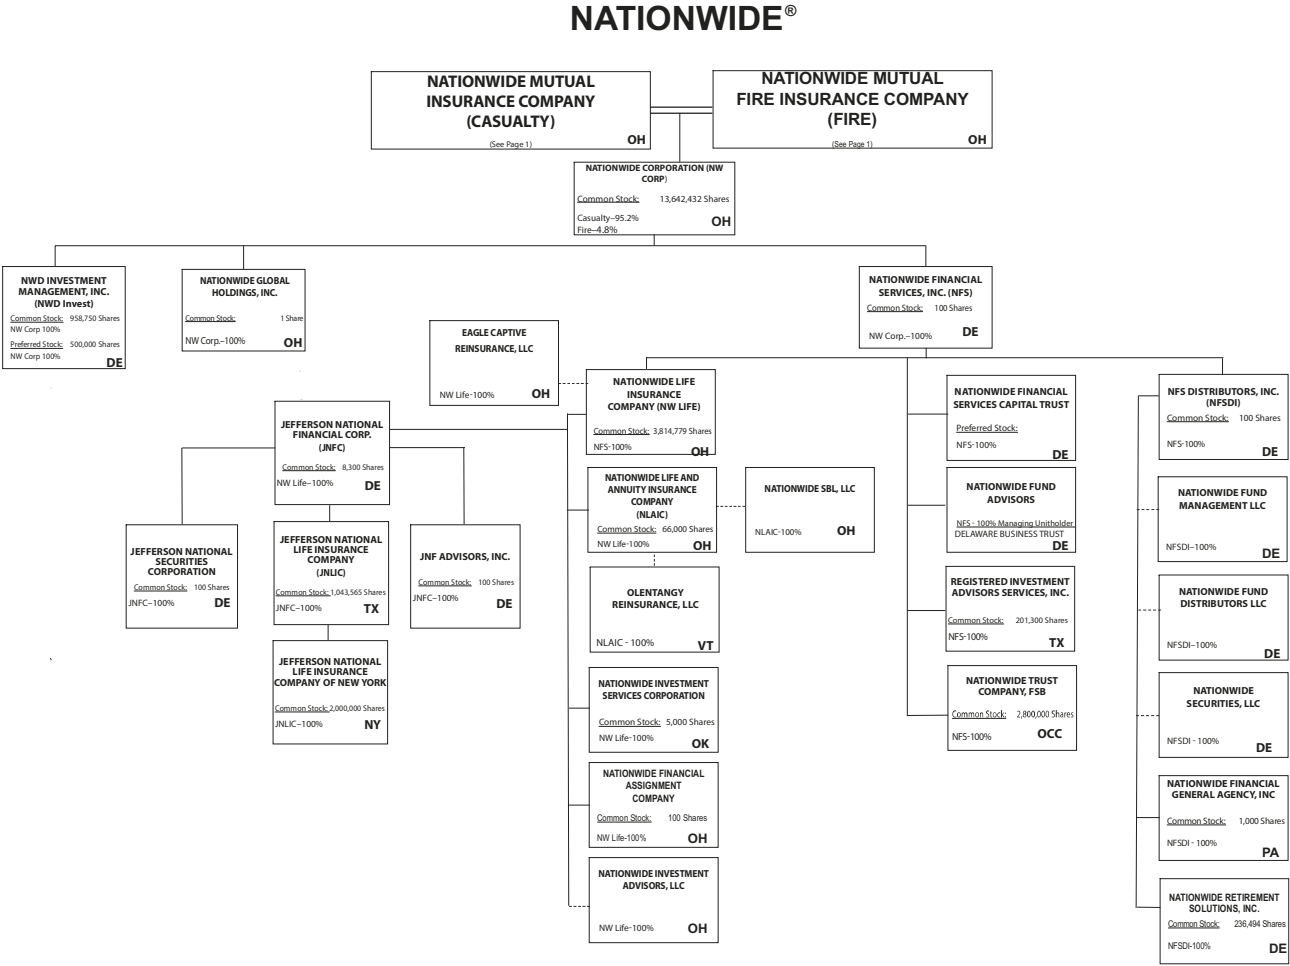 NATIONWIDE®
NATIONWIDE MUTUAL
INSURANCE COMPANY
(CASUALTY)
(See Page 1)
OH
NATIONWIDE MUTUAL
FIRE INSURANCE COMPANY
(FIRE)
(See Page 1)
OH
NATIONWIDE CORPORATION (NW
CORP)
Common Stock: 13,642,432 Shares
Casualty–95.2%
Fire–4.8%
OH
NWD INVESTMENT
MANAGEMENT, INC.
(NWD Invest)
Common Stock: 958,750 Shares
NW Corp 100%
Preferred Stock: 500,000 Shares
NW Corp 100%
DE
NATIONWIDE GLOBAL
HOLDINGS, INC.
Common Stock: 1 Share
NW Corp.–100%
OH
NATIONWIDE FINANCIAL
SERVICES, INC. (NFS)
Common Stock: 100 Shares
NW Corp.–100%
DE
EAGLE CAPTIVE
REINSURANCE, LLC
NW Life-100%
OH
NATIONWIDE LIFE
INSURANCE
COMPANY (NW LIFE)
Common Stock: 3,814,779 Shares
NFS-100%
OH
NATIONWIDE FINANCIAL
SERVICES CAPITAL TRUST
Preferred Stock:
NFS-100%
DE
NFS DISTRIBUTORS, INC.
(NFSDI)
Common Stock: 100 Shares
NFS-100%
DE
JEFFERSON NATIONAL
FINANCIAL CORP.
(JNFC)
Common Stock: 8,300 Shares
NW Life–100%
DE
NATIONWIDE LIFE AND
ANNUITY INSURANCE
COMPANY
(NLAIC)
Common Stock: 66,000 Shares
NW Life-100%
OH
NATIONWIDE SBL, LLC
NLAIC-100%
OH
NATIONWIDE FUND
ADVISORS
NFS - 100% Managing Unitholder
DELAWARE BUSINESS TRUST
DE
NATIONWIDE FUND
MANAGEMENT LLC
NFSDI–100%
DE
JEFFERSON NATIONAL
SECURITIES
CORPORATION
Common Stock: 100 Shares
JNFC–100%
DE
JEFFERSON NATIONAL
LIFE INSURANCE
COMPANY
(JNLIC)
Common Stock: 1,043,565 Shares
JNFC–100%
TX
JNF ADVISORS, INC.
Common Stock: 100 Shares
JNFC–100%
DE
OLENTANGY
REINSURANCE, LLC
NLAIC - 100%
VT
REGISTERED INVESTMENT
ADVISORS SERVICES, INC.
Common Stock: 201,300 Shares
NFS-100%
TX
NATIONWIDE FUND
DISTRIBUTORS LLC
NFSDI–100%
DE
JEFFERSON NATIONAL
LIFE INSURANCE
COMPANY OF NEW YORK
Common Stock: 2,000,000 Shares
JNLIC–100%
NY
NATIONWIDE INVESTMENT
SERVICES CORPORATION
Common Stock: 5,000 Shares
NW Life-100%
OK
NATIONWIDE TRUST
COMPANY, FSB
Common Stock: 2,800,000 Shares
NFS-100%
OCC
NATIONWIDE
SECURITIES, LLC
NFSDI - 100%
DE
NATIONWIDE FINANCIAL
ASSIGNMENT
COMPANY
Common Stock: 100 Shares
NW Life-100%
OH
NATIONWIDE FINANCIAL
GENERAL AGENCY, INC
Common Stock: 1,000 Shares
NFSDI - 100%
PA
NATIONWIDE INVESTMENT
ADVISORS, LLC
NW Life-100%
OH
NATIONWIDE RETIREMENT
SOLUTIONS, INC.
Common Stock: 236,494 Shares
NFSDI-100%
DE